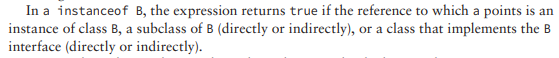 In a instanceof B, the expression returns true if the reference to which a points is an
instance of class B, a subclass of B (directly or indirectly), or a class that implements the B
interface (directly or indirectly).